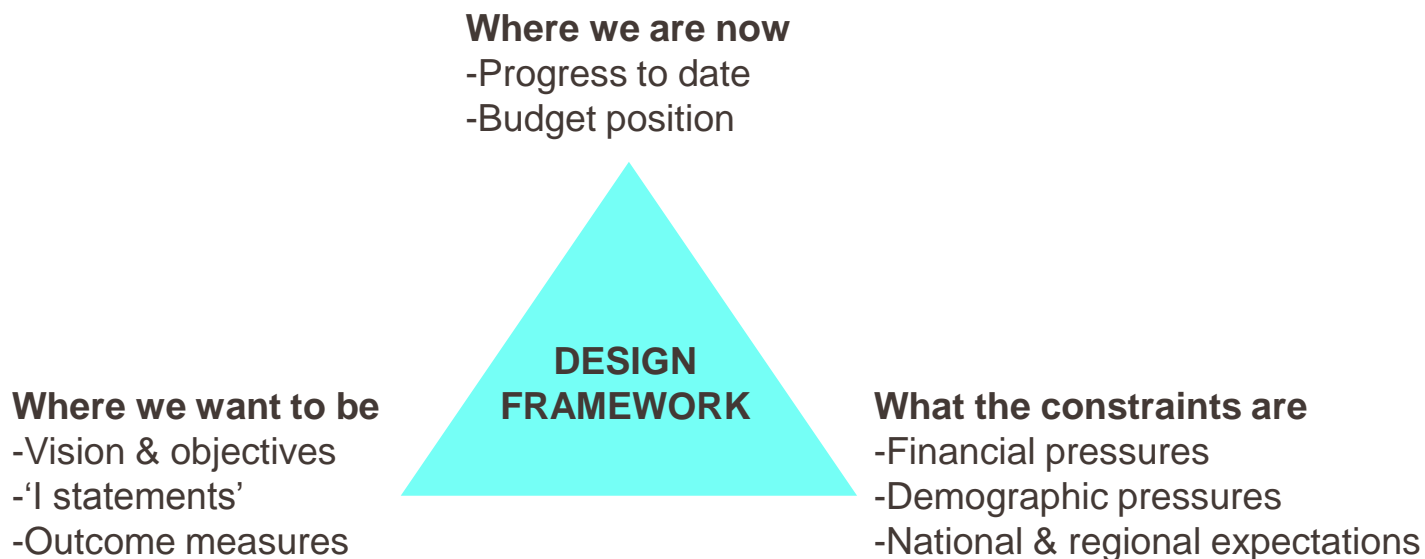 Where we are now
-Progress to date
-Budget position
DESIGN
FRAMEWORK
Where we want to be
-Vision & objectives
-‘I statements’
-Outcome measures
What the constraints are
-Financial pressures
-Demographic pressures
-National & regional expectations